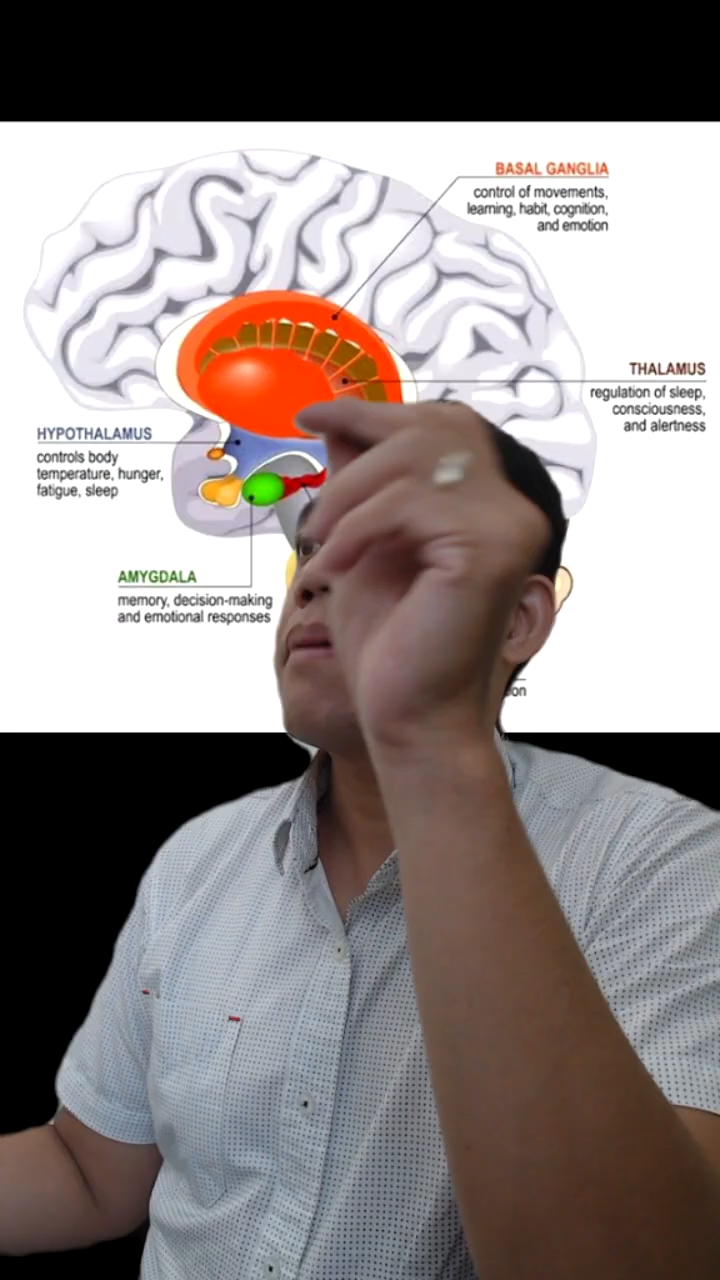 BASAL GANGLIA
control of movements,
learning, habit, cognition,
and emotion
THALAMUS
regulation of sleep,
consciousness,
and alertness
HYPOTHALAMUS
controls body
temperature, hunger,
fatigue, sleep
AMYGDALA
memory, decision-making
and emotional responses